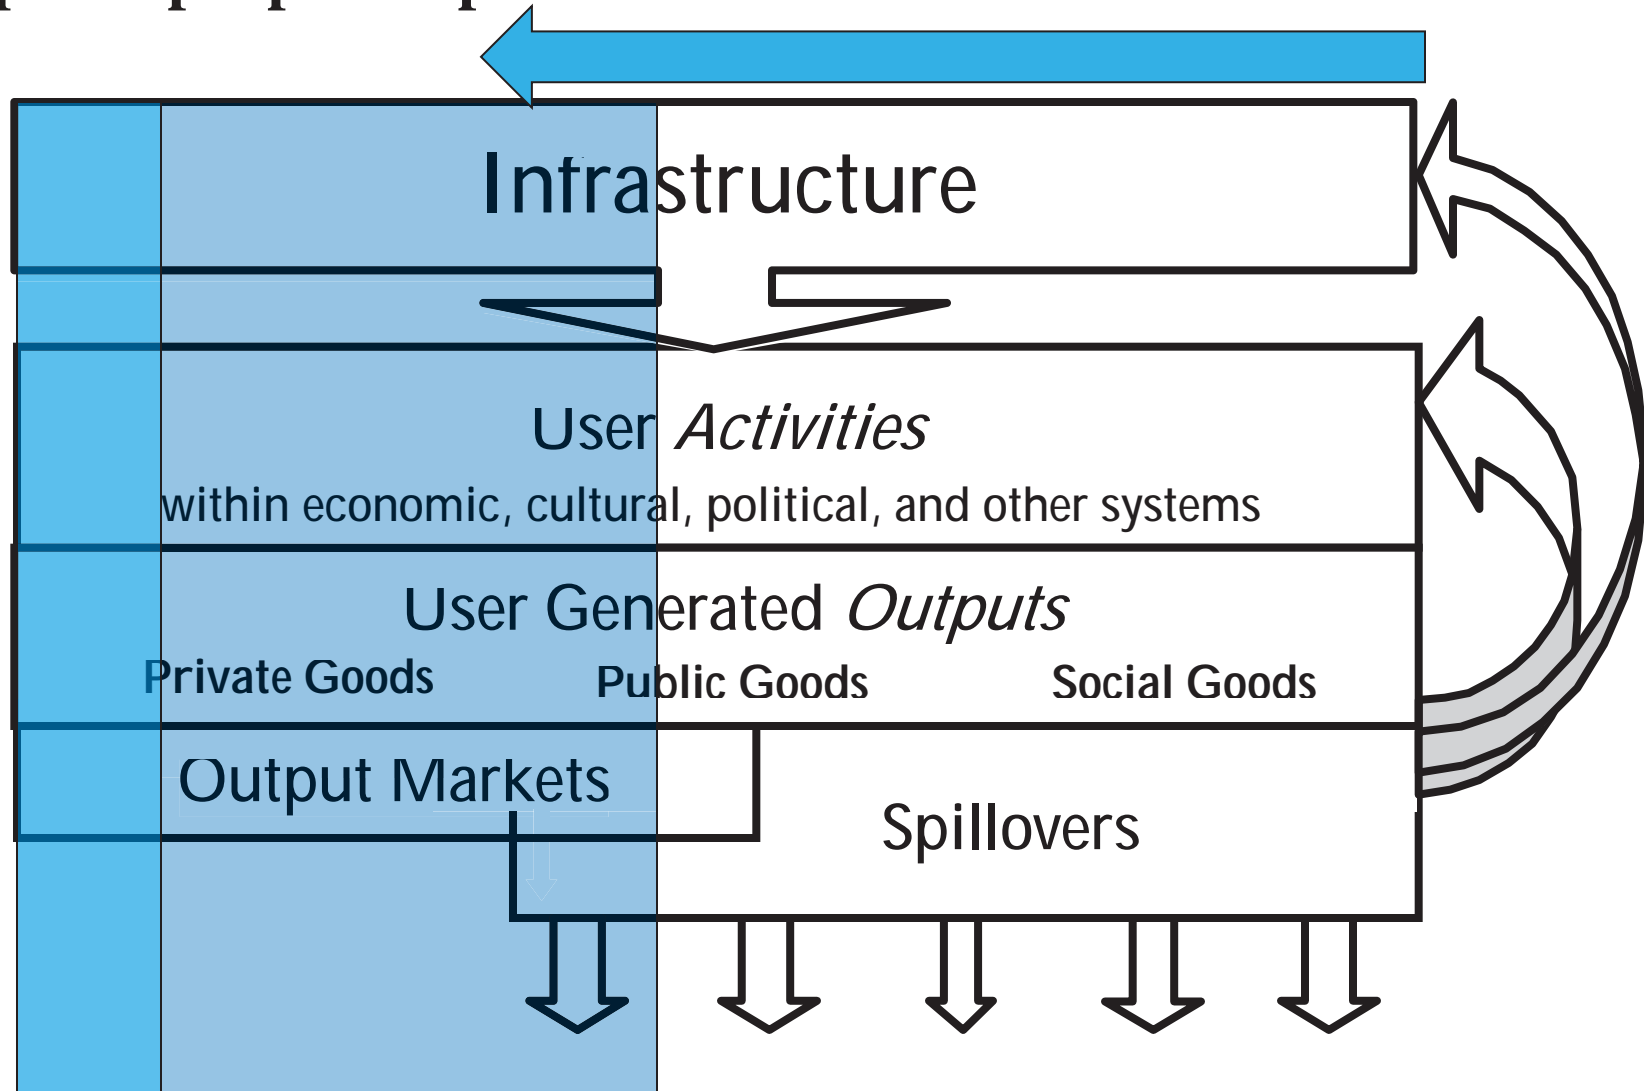 Infrastructure
User Activities
within economic, cultural, political, and other systems
User Generated Outputs
Private Goods Public Goods Social Goods
Output Markets
Spillovers